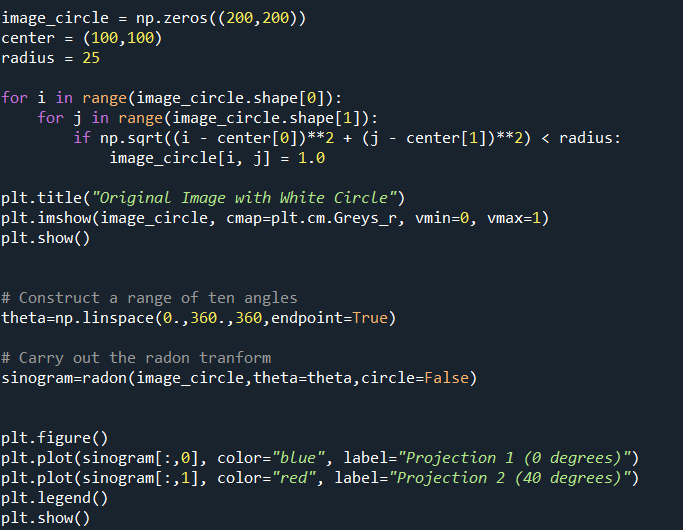 image_circle = np.zeros((200,200))
center = (100,100)
radius = 25
for i in range(image_circle.shape[0]):
for j in range(image_circle.shape[1]):
if np.sqrt((i - center[0])**2 + (j - center[1])**2) < radius:
image_circle[i, j] = 1.0
plt.title("Original Image with White Circle")
plt.imshow(image_circle, cmap=plt.cm.Greys_r, vmin=0, vmax=1)
plt.show()
# Construct a range of ten angles
theta=np.linspace(0.,360.,360,endpoint=True)
# Carry out the radon tranform
sinogram=radon(image_circle,theta=theta,circle=False)
plt.figure()
plt.plot(sinogram[:,0], color="blue", label="Projection 1 (0 degrees)")
plt.plot(sinogram[:,1], color="red", label="Projection 2 (40 degrees)")
plt.legend()
plt.show()